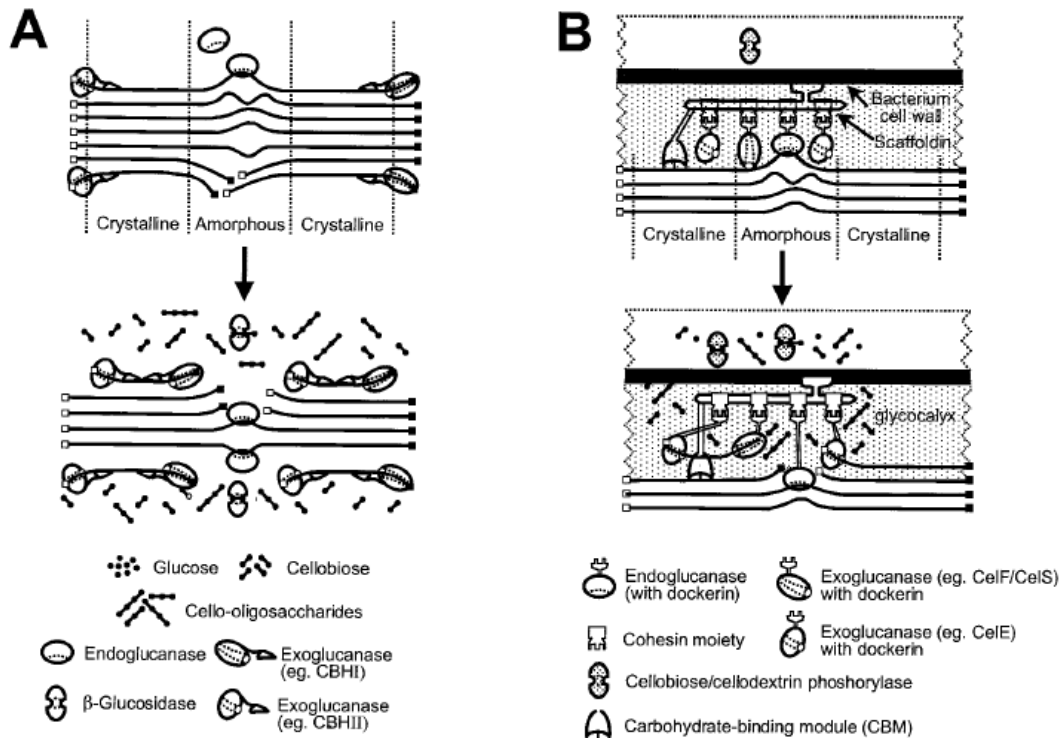 A
Crystalline
Amorphous
Crystalline
Glucose
Cellobiose
Cello-oligosaccharides
Endoglucanase
Exoglucanase
(eg. CBHI)
β-Glucosidase
Exoglucanase
(eg. CBHII)
B
Bacterium
cell wall
Scaffoldin
Crystalline
Amorphous
Crystalline
glycocalyx
Endoglucanase
(with dockerin)
Exoglucanase (eg. CelF/CelS)
with dockerin
Cohesin moiety
Exoglucanase (eg. CelE)
with dockerin
Cellobiose/cellodextrin phoshorylase
Carbohydrate-binding module (CBM)